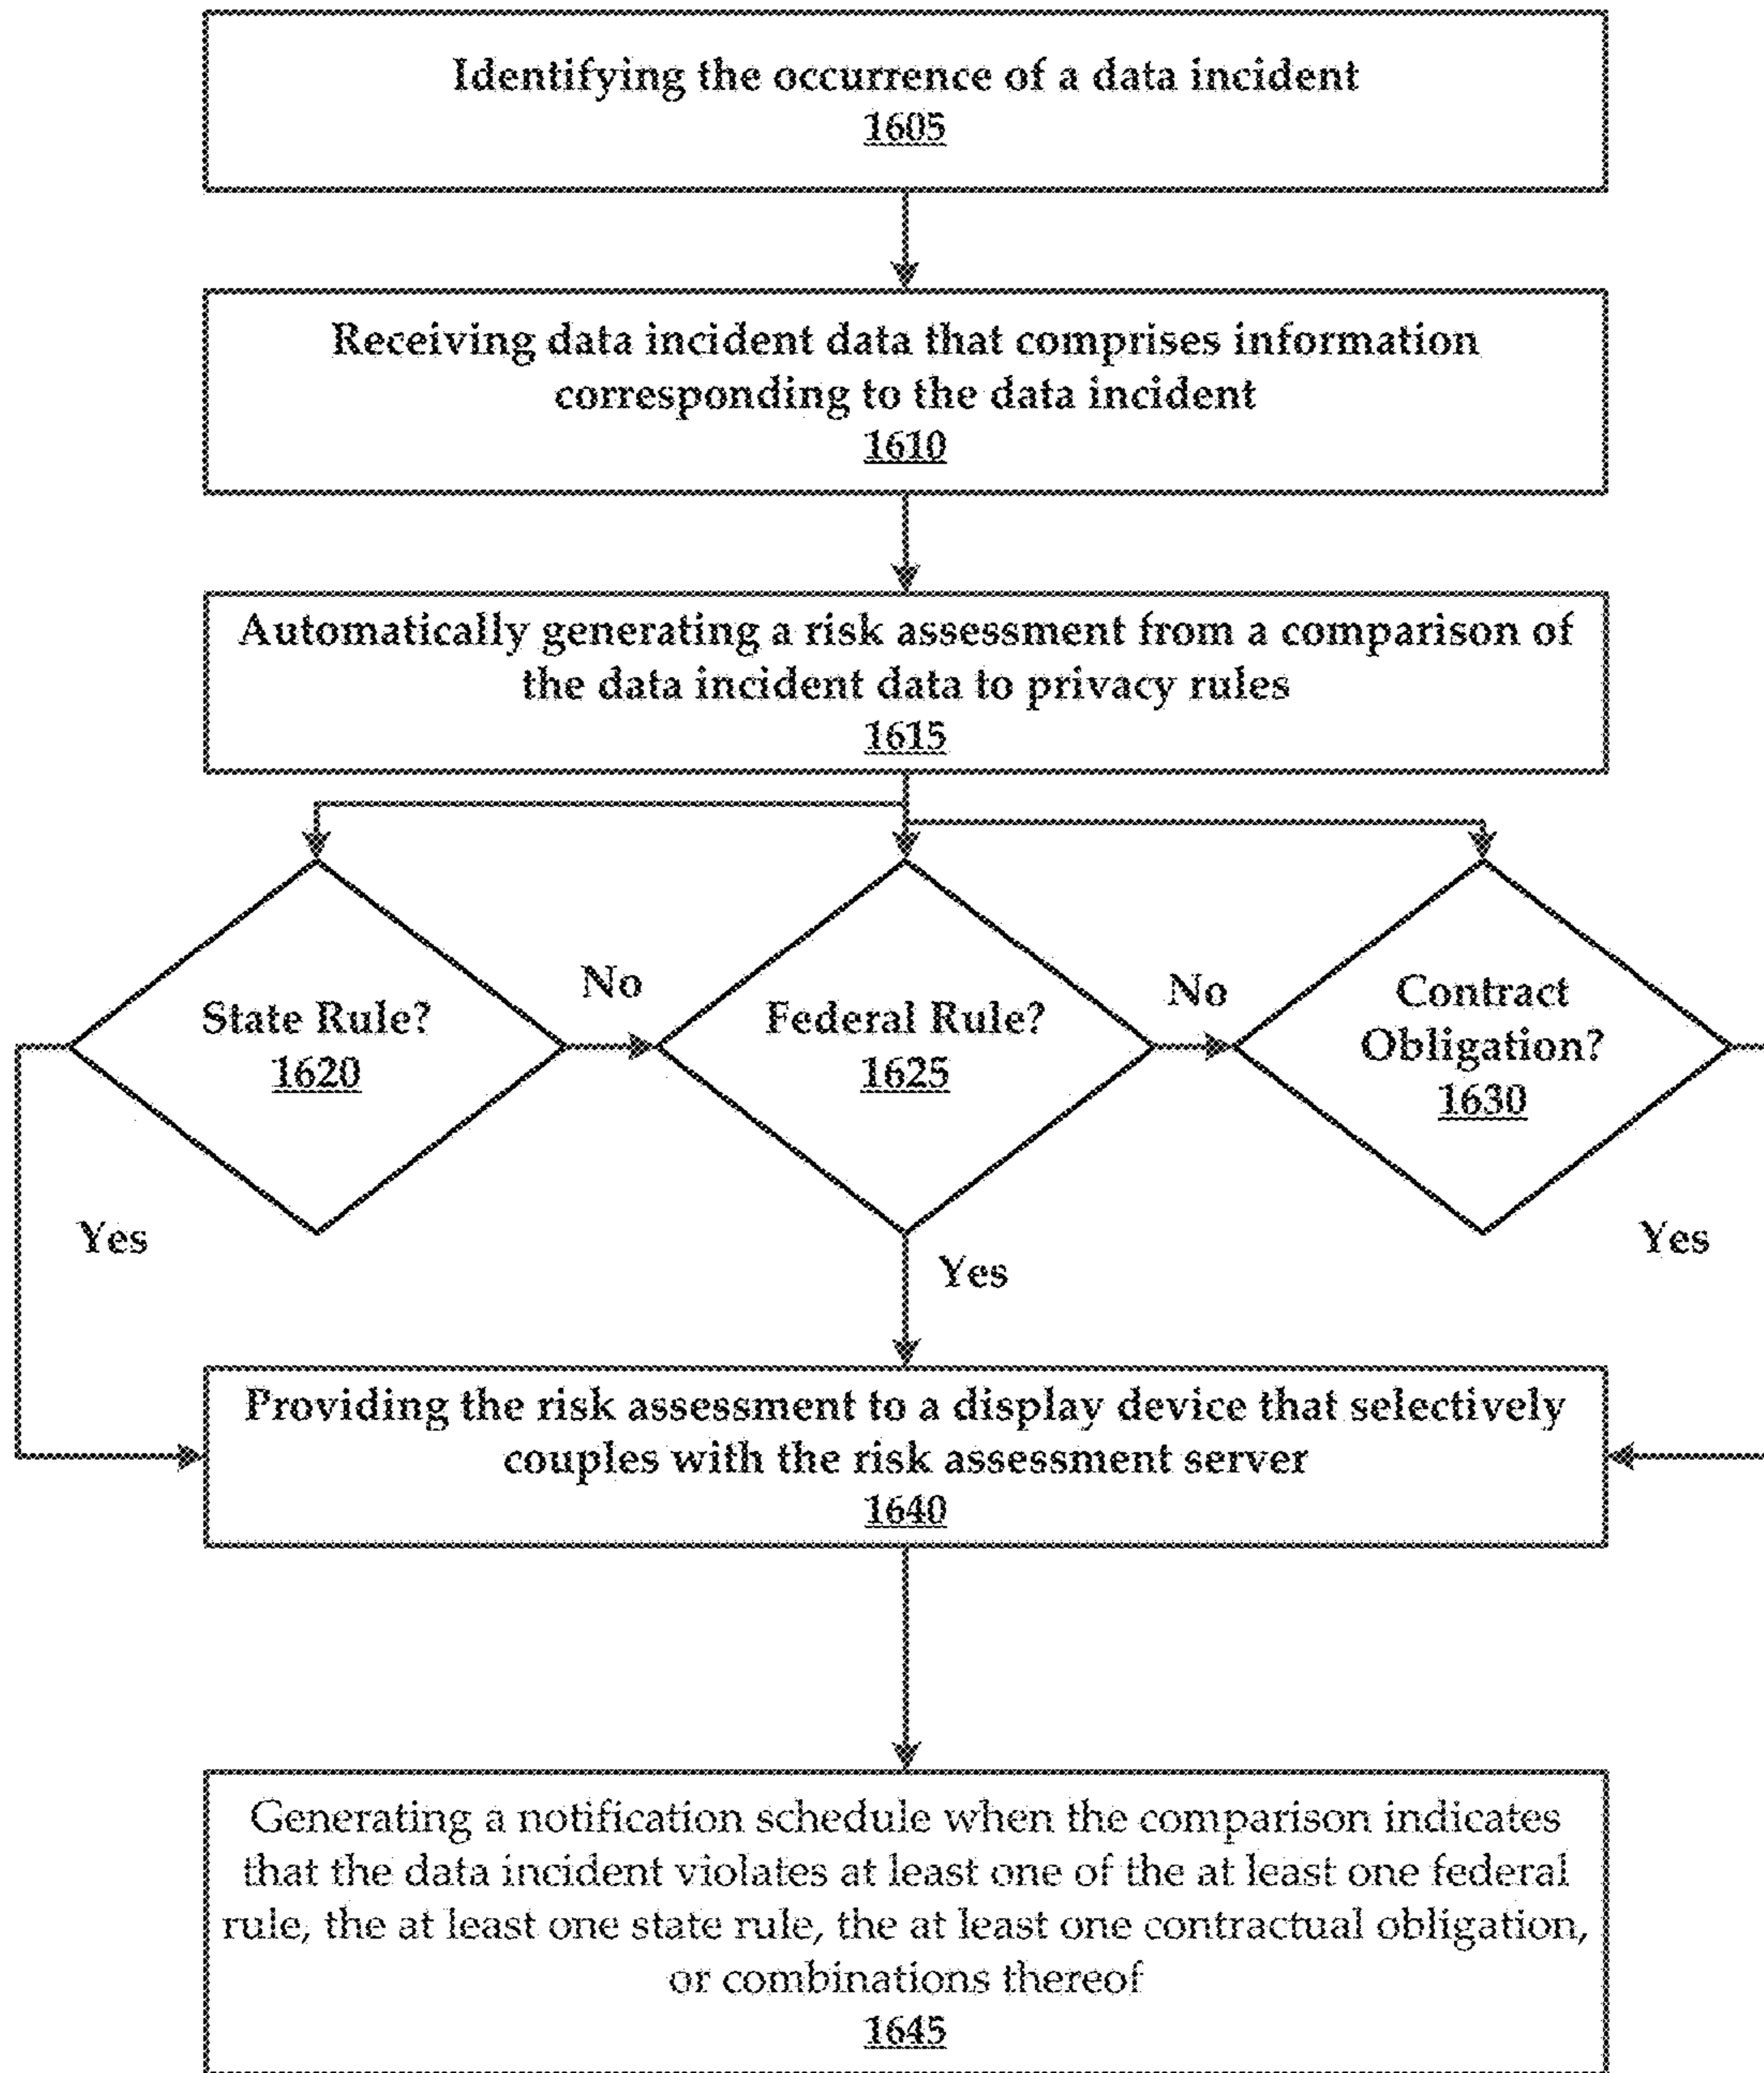 Identifying the occurrence of a data incident
1605
Receiving data incident data that comprises information
corresponding to the data incident
1610
Automatically generating a risk assessment from a comparison of
the data incident data to privacy rules
1615
State Rule?
1620
No
Federal Rule?
1625
No
Contract
Obligation?
1630
Yes
Yes
Yes
Providing the risk assessment to a display device that selectively
couples with the risk assessment server
1640
Generating a notification schedule when the comparison indicates
that the data incident violates at least one of the at least one federal
rule, the at least one state rule, the at least one contractual obligation,
or combinations thereof
1645